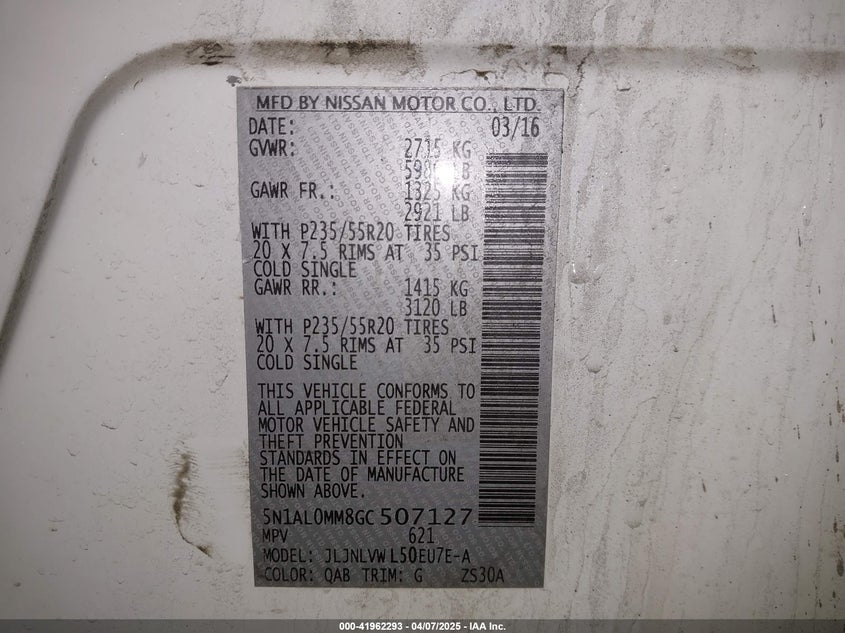 MFD BY NISSAN MOTOR CO., LTD.
DATE: 03/16
GVWR: 2715 KG
LB
GAWR FR.: 1325 KG
2921 LB
WITH P235/55R20 TIRES
20 X 7.5 RIMS AT 35 PSI
COLD SINGLE
GAWR RR.: 1415 KG
3120 LB
WITH P235/55R20 TIRES
20 X 7.5 RIMS AT 35 PSI
COLD SINGLE
THIS VEHICLE CONFORMS TO
ALL APPLICABLE FEDERAL
MOTOR VEHICLE SAFETY AND
THEFT PREVENTION
STANDARDS IN EFFECT ON
THE DATE OF MANUFACTURE
SHOWN ABOVE.
5N1AL0MM8GC507127
MPV 621
MODEL: JLJNLVWL50EU7E-A
COLOR: QAB TRIM: G ZS30A
000-41962293 - 04/07/2025 - IAA Inc.